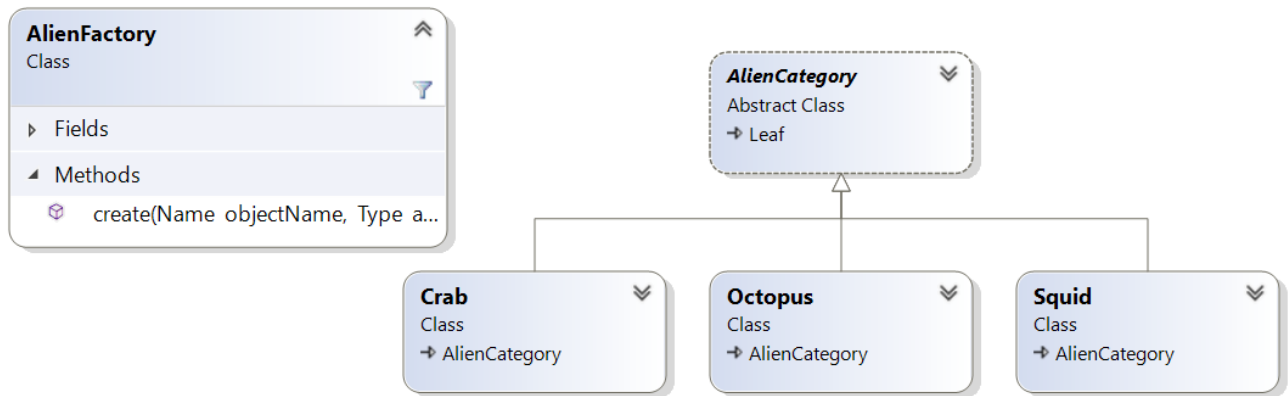 AlienFactory
Class
Fields
Methods
create(Name objectName, Type a...
AlienCategory
Abstract Class
Leaf
Crab
Class
AlienCategory
Octopus
Class
AlienCategory
Squid
Class
AlienCategory